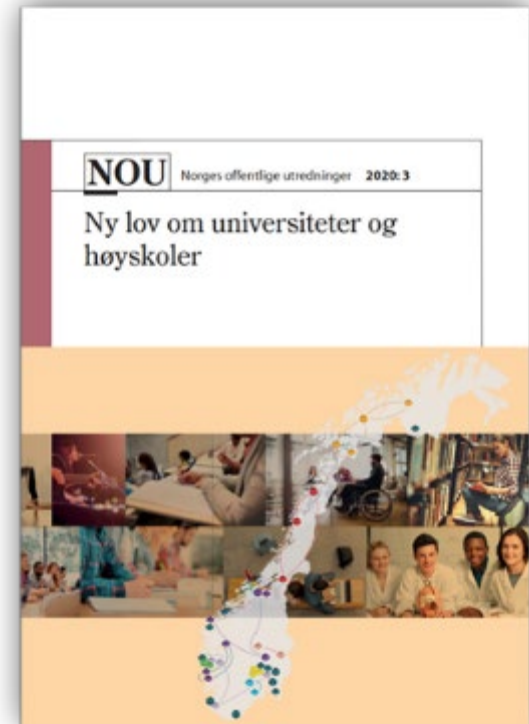 NOU Norges offentlige utredninger 2020: 3
Ny lov om universiteter og
høyskoler